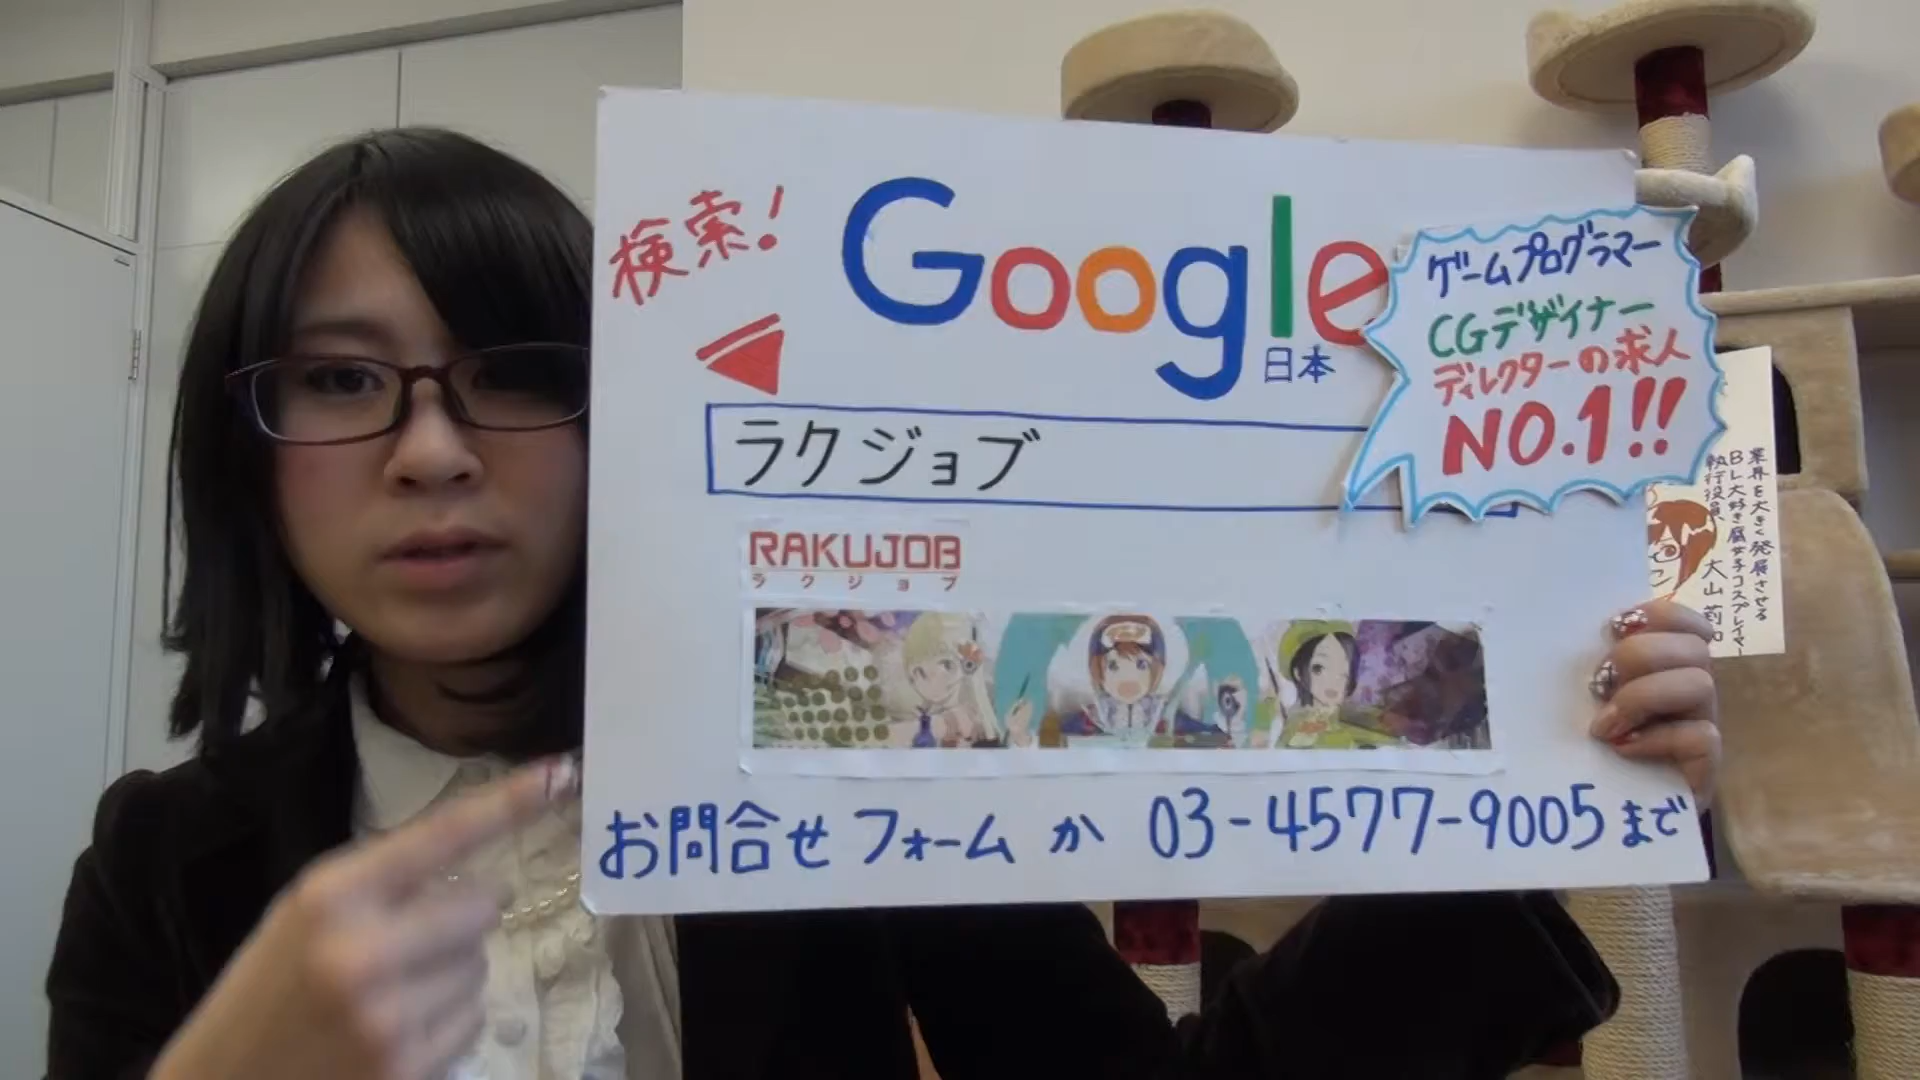 検索!
Google
日本
ゲームプログラマー
CGデザイナー
ディレクターの求人
NO.1!!
ラクジョブ
RAKUJOB
ラクジョブ
お問合せフォームか 03-4577-9005まで
業界を大きく発展させる
BL大好き腐女子コスプレイヤー
執行役員、大山莉加